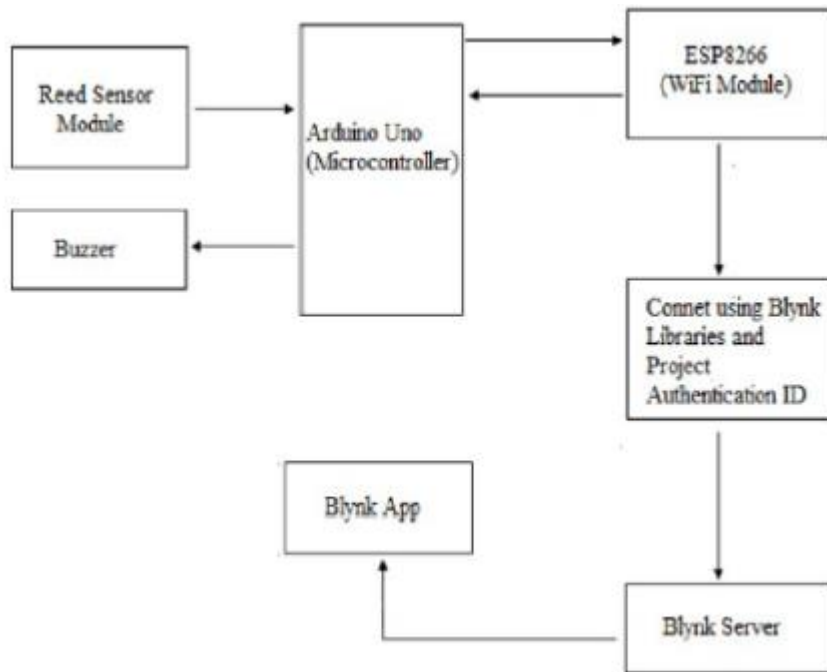 Reed Sensor
Module
Buzzer
Arduino Uno
(Microcontroller)
ESP8266
(WiFi Module)
Connet using Blynk
Libraries and
Project
Authentication ID
Blynk App
Blynk Server